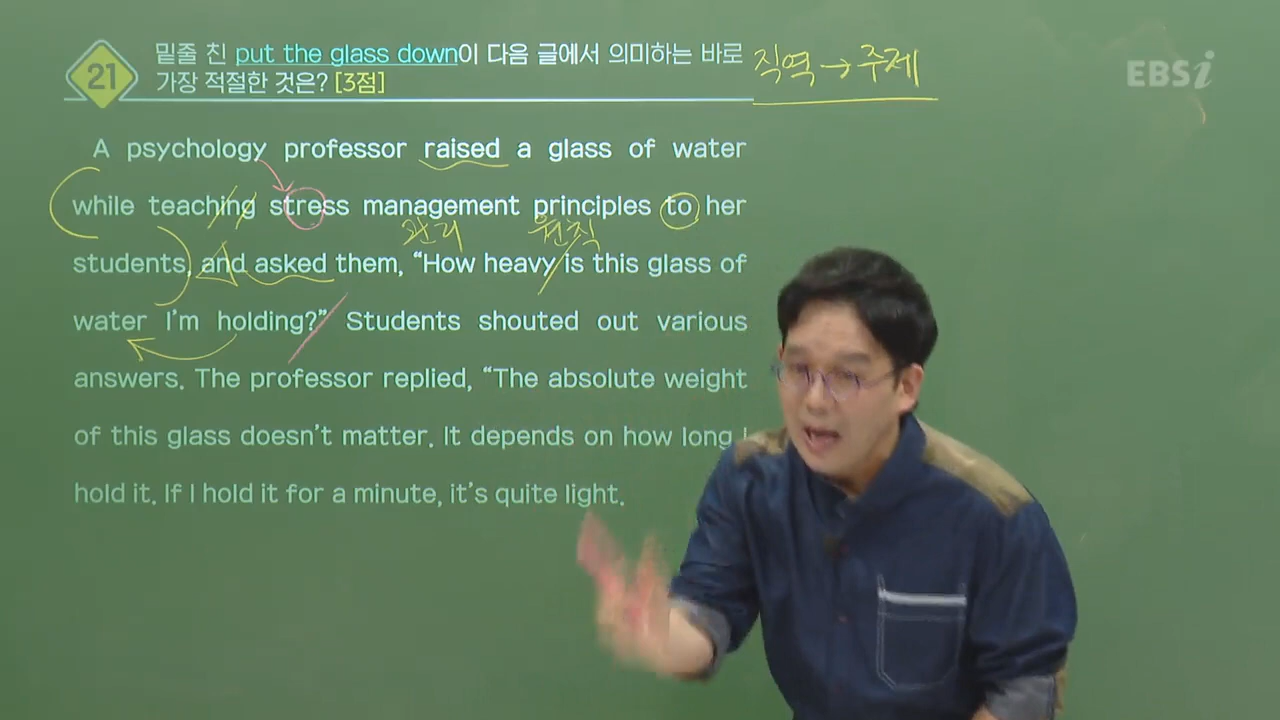 21
밑줄 친 put the glass down이 다음 글에서 의미하는 바로
가장 적절한 것은? [3점]
직역→주제
EBSi
A psychology professor raised a glass of water
while teaching stress management principles to her
관리 원칙
students, and asked them, “How heavy is this glass of
water I’m holding?” Students shouted out various
answers. The professor replied, “The absolute weight
of this glass doesn’t matter. It depends on how long I
hold it. If I hold it for a minute, it’s quite light.